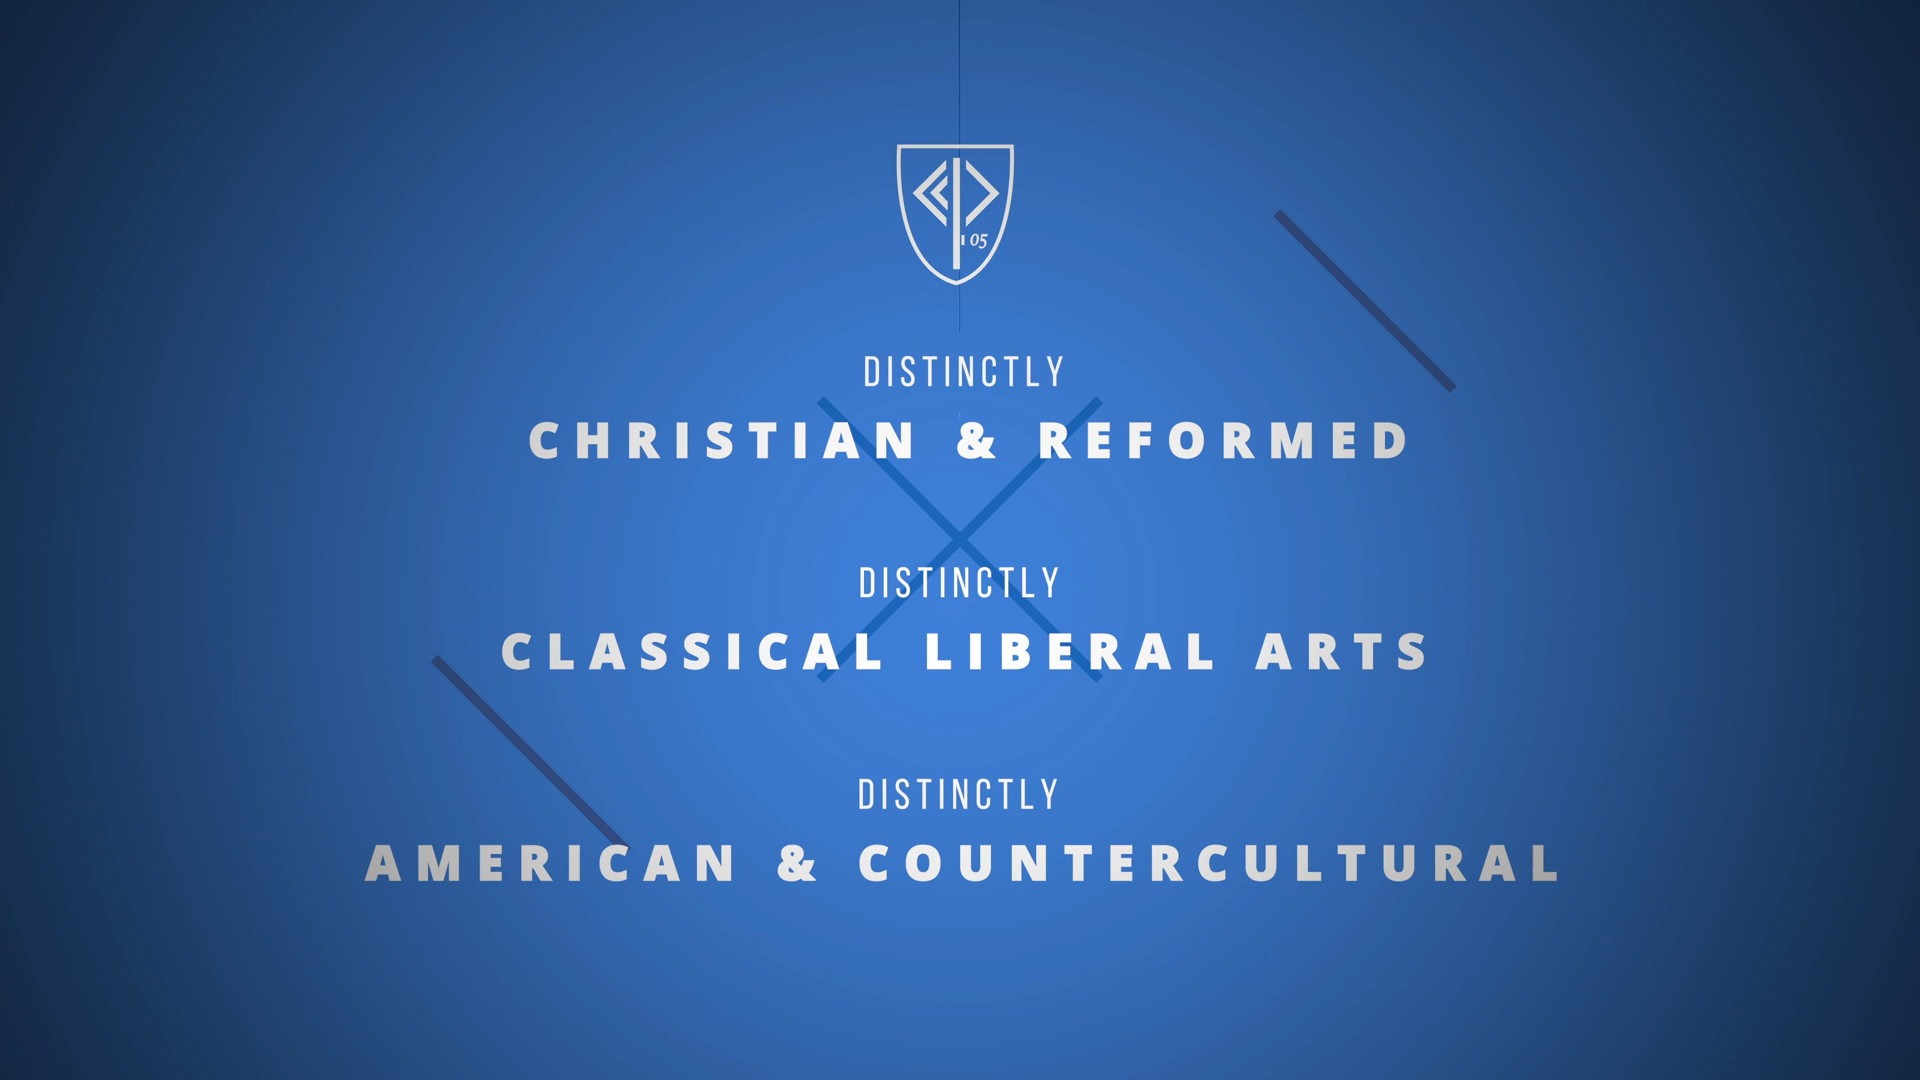 05
DISTINCTLY
CHRISTIAN & REFORMED
DISTINCTLY
CLASSICAL LIBERAL ARTS
DISTINCTLY
AMERICAN & COUNTERCULTURAL